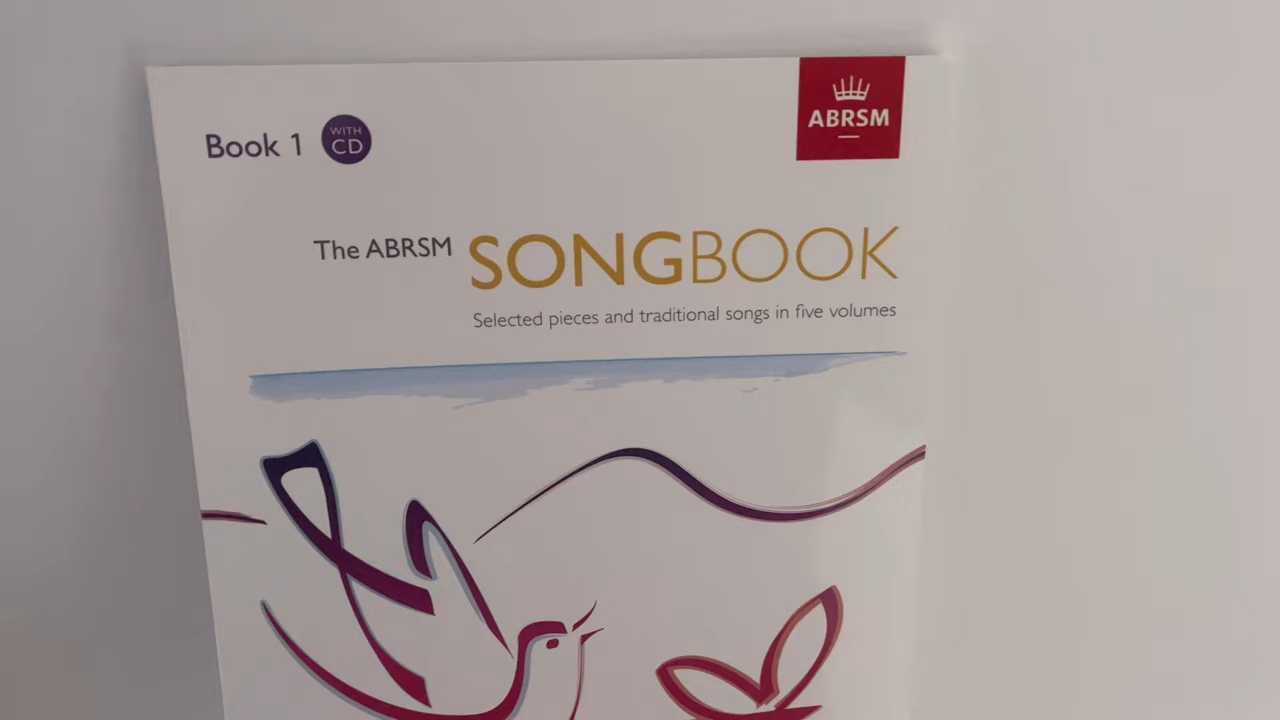 Book 1
WITH
CD
ABRSM
The ABRSM SONGBOOK
Selected pieces and traditional songs in five volumes